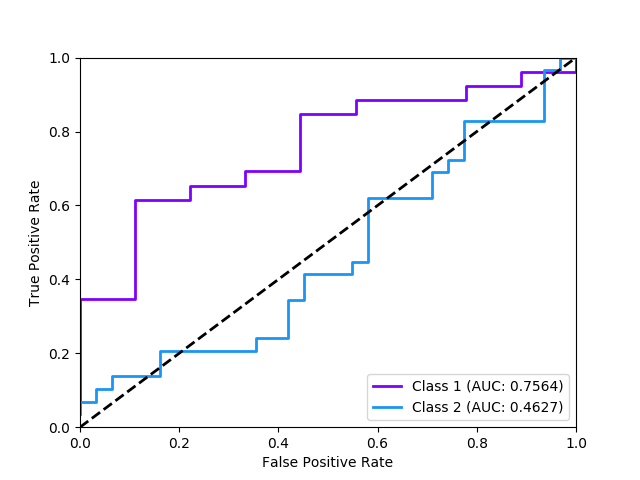 1.0
0.8
0.6
0.4
0.2
0.0
True Positive Rate
Class 1 (AUC: 0.7564)
Class 2 (AUC: 0.4627)
0.0 0.2 0.4 0.6 0.8 1.0
False Positive Rate